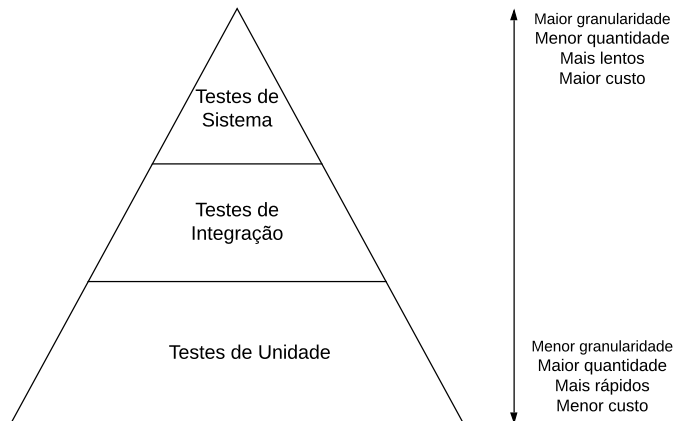 Testes de
Sistema
Testes de
Integração
Testes de Unidade
Maior granularidade
Menor quantidade
Mais lentos
Maior custo
Menor granularidade
Maior quantidade
Mais rápidos
Menor custo